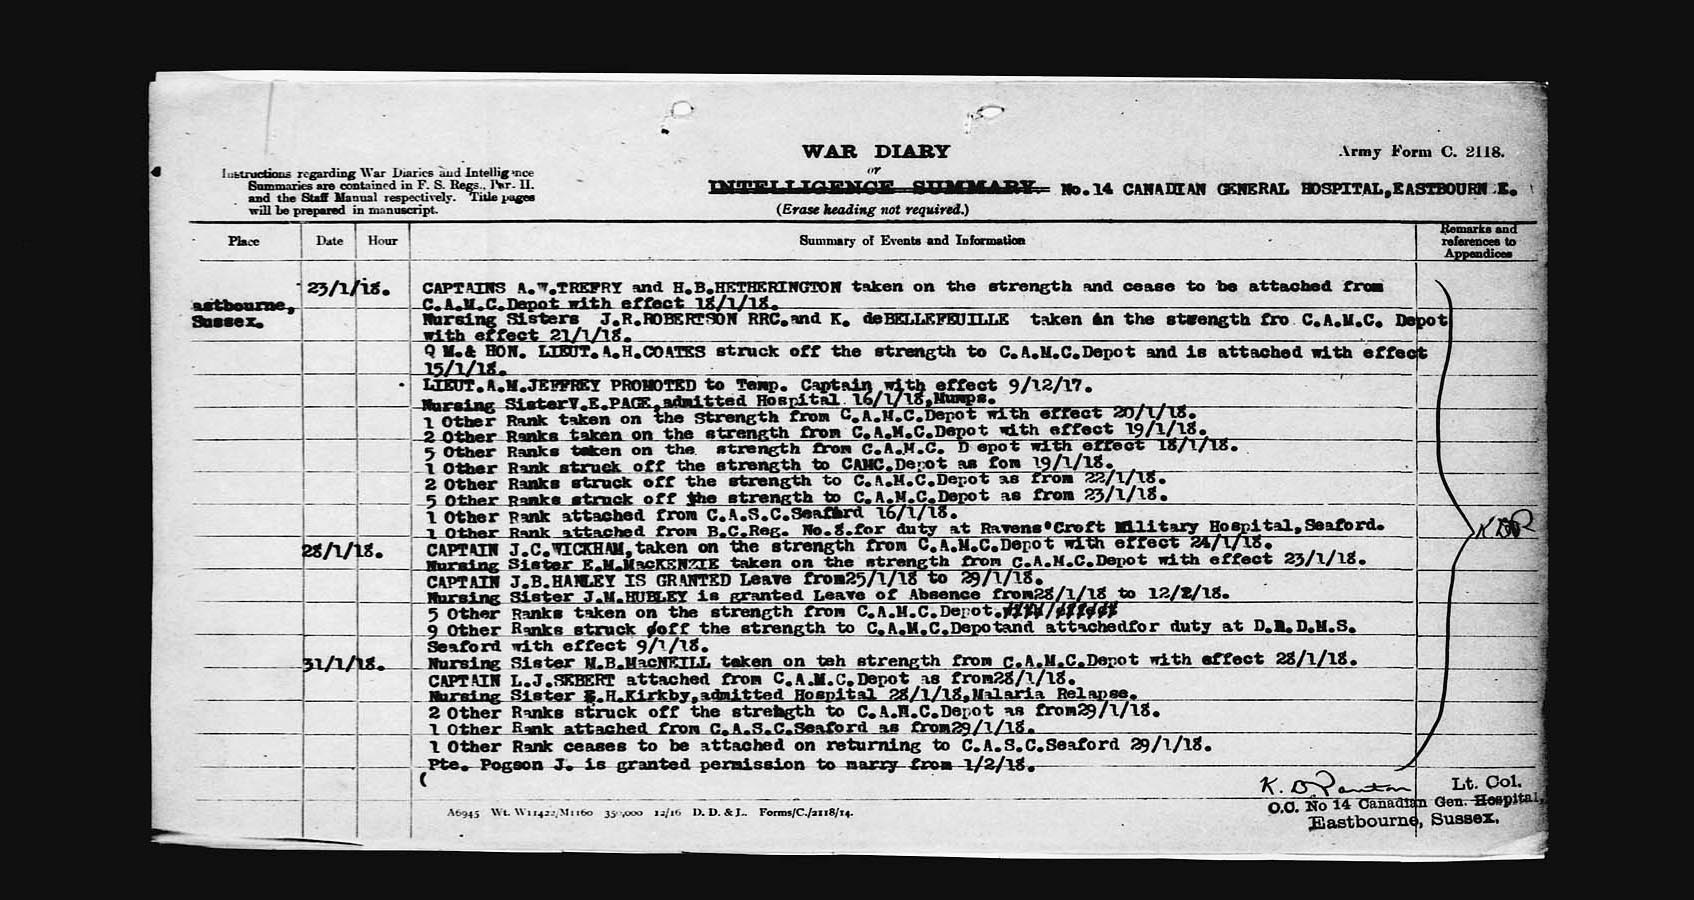 WAR DIARY
Army Form C. 2118.
or
Instructions regarding War Diaries and Intelligence
Summaries are contained in F. S. Regs., Par. II.
and the Staff Manual respectively. Title pages
will be prepared in manuscript.
INTELLIGENCE SUMMARY. No.14 CANADIAN GENERAL HOSPITAL,EASTBOURN E.
(Erase heading not required.)
Place Date Hour Summary of Events and Information Remarks and
references to
Appendices
23/1/18. CAPTAINS A.W.TREFRY and H.B.HETHERINGTON taken on the strength and cease to be attached from
astbourne, C.A.M.C.Depot with effect 18/1/18.
Sussex. Nursing Sisters J.R.ROBERTSON RRC.and K. deBELLEFEUILLE taken on the strength fro C.A.M.C. Depot
with effect 21/1/18.
Q M.& HON. LIEUT.A.H.COATES struck off the strength to C.A.M.C.Depot and is attached with effect
15/1/18.
LIEUT.A.M.JEFFREY PROMOTED to Temp. Captain with effect 9/12/17.
Nursing SisterV.E.PAGE,admitted Hospital 16/1/18,Mumps.
1 Other Rank taken on the Strength from C.A.M.C.Depot with effect 20/1/18.
2 Other Ranks taken on the strength from C.A.M.C.Depot with effect 19/1/18.
5 Other Ranks taken on the strength from C.A.M.C. D epot with effect 18/1/18.
1 Other Rank struck off the strength to CAMC.Depot as fom 19/1/18.
2 Other Ranks struck off the strength to C.A.M.C.Depot as from 22/1/18.
5 Other Ranks struck off the strength to C.A.M.C.Depot as from 23/1/18.
1 Other Rank attached from C.A.S.C.Seaford 16/1/18.
1 Other Rank attached from B.C.Reg. No.8.for duty at Ravens'Croft Military Hospital,Seaford.
28/1/18. CAPTAIN J.C.WICKHAM,taken on the strength from C.A.M.C.Depot with effect 24/1/18.
Nursing Sister E.M.MacKENZIE taken on the strength from C.A.M.C.Depot with effect 23/1/18.
CAPTAIN J.B.HANLEY IS GRANTED Leave from25/1/18 to 29/1/18.
Nursing Sister J.M.HUBLEY is granted Leave of Absence from28/1/18 to 12/2/18.
5 Other Ranks taken on the strength from C.A.M.C.Depot.
9 Other Ranks struck off the strength to C.A.M.C.Depotand attachedfor duty at D.R.D.M.S.
Seaford with effect 9/1/18.
31/1/18. Nursing Sister M.B.MacNEILL taken on teh strength from C.A.M.C.Depot with effect 28/1/18.
CAPTAIN L.J.SEBERT attached from C.A.M.C.Depot as from28/1/18.
Nursing Sister E.H.Kirkby,admitted Hospital 28/1/18,Malaria Relapse.
2 Other Ranks struck off the strength to C.A.M.C.Depot as from29/1/18.
1 Other Rank attached from C.A.S.C.Seaford as from29/1/18.
1 Other Rank ceases to be attached on returning to C.A.S.C.Seaford 29/1/18.
Pte. Pogson J. is granted permission to marry from 1/2/18.
(
K. D. Panton Lt. Col.
O.C. No 14 Canadian Gen. Hospital,
Eastbourne, Sussex.
A6945 Wt. W11422/M1160 350,000 12/16 D. D. & L. Forms/C./2118/14.